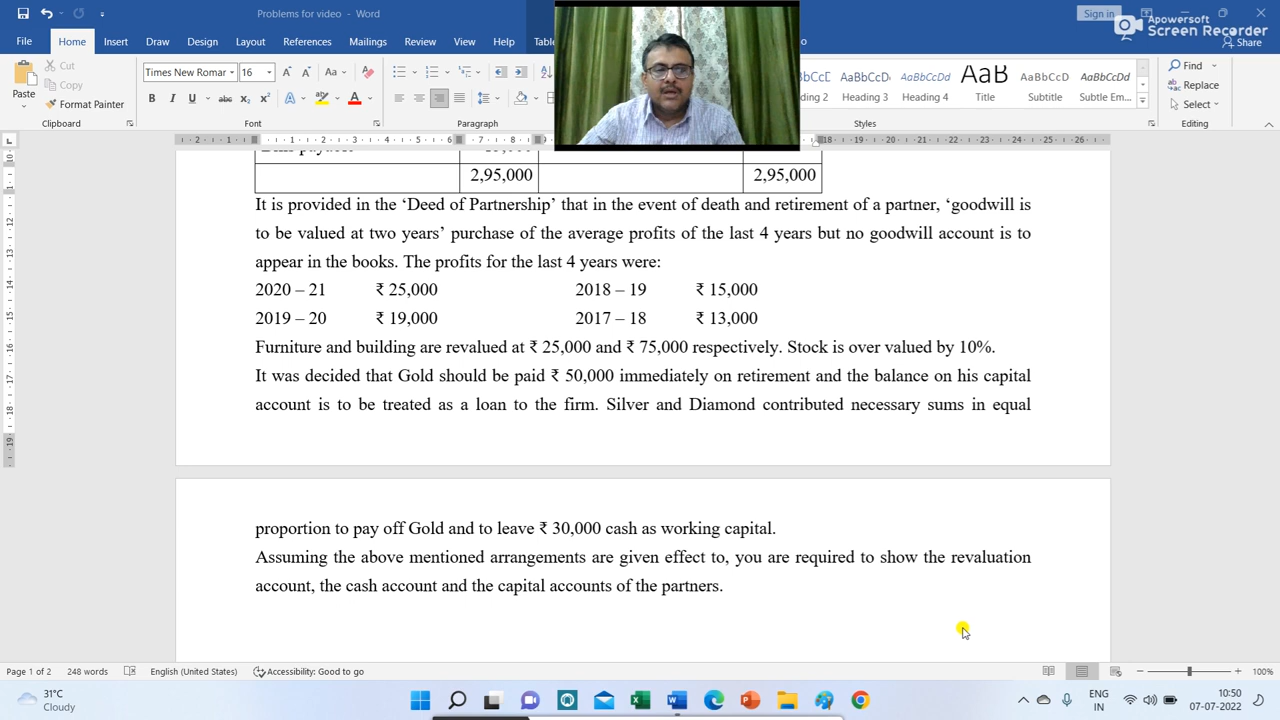 Sign in
Apowersoft
Screen Recorder
File Home Insert Draw Design Layout References Mailings Review View Help
Share
Paste
Cut
Copy
Format Painter
Times New Roman 16
Heading 3 Heading 4 Title Subtitle Subtle Em...
AaBbCcD AaBbCcDd AaB AaBbCcD AaBbCcDd
Find
Replace
Select
Clipboard Font Paragraph Styles Editing
2,95,000 2,95,000
It is provided in the ‘Deed of Partnership’ that in the event of death and retirement of a partner, ‘goodwill is
to be valued at two years’ purchase of the average profits of the last 4 years but no goodwill account is to
appear in the books. The profits for the last 4 years were:
2020 – 21 ₹ 25,000 2018 – 19 ₹ 15,000
2019 – 20 ₹ 19,000 2017 – 18 ₹ 13,000
Furniture and building are revalued at ₹ 25,000 and ₹ 75,000 respectively. Stock is over valued by 10%.
It was decided that Gold should be paid ₹ 50,000 immediately on retirement and the balance on his capital
account is to be treated as a loan to the firm. Silver and Diamond contributed necessary sums in equal
proportion to pay off Gold and to leave ₹ 30,000 cash as working capital.
Assuming the above mentioned arrangements are given effect to, you are required to show the revaluation
account, the cash account and the capital accounts of the partners.
Page 1 of 2 248 words English (United States) Accessibility: Good to go 100%
31°C
Cloudy
ENG
IN
10:50
07-07-2022